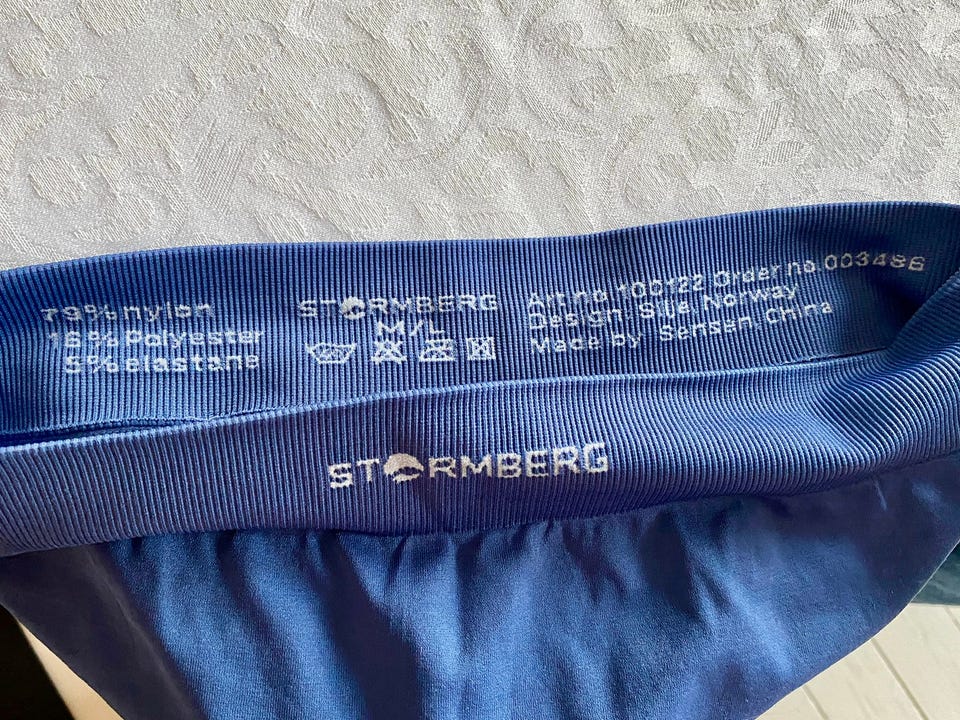 79% nylon
16% Polyester
5% elastane
STORMBERG
M/L
Art.no. 100122 Order no. 003486
Design: Silje, Norway
Made by Sensen, China
STORMBERG